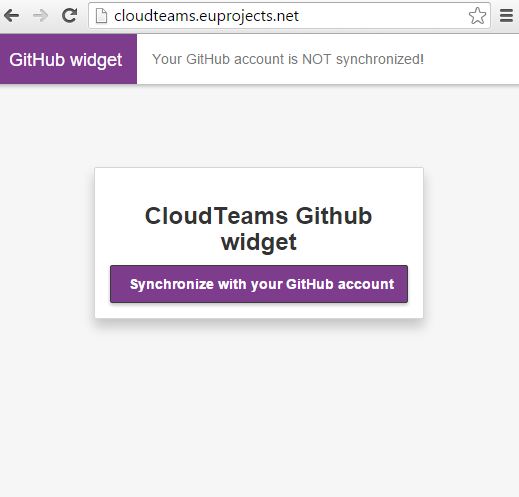 cloudteams.euprojects.net
GitHub widget
Your GitHub account is NOT synchronized!
CloudTeams Github
widget
Synchronize with your GitHub account